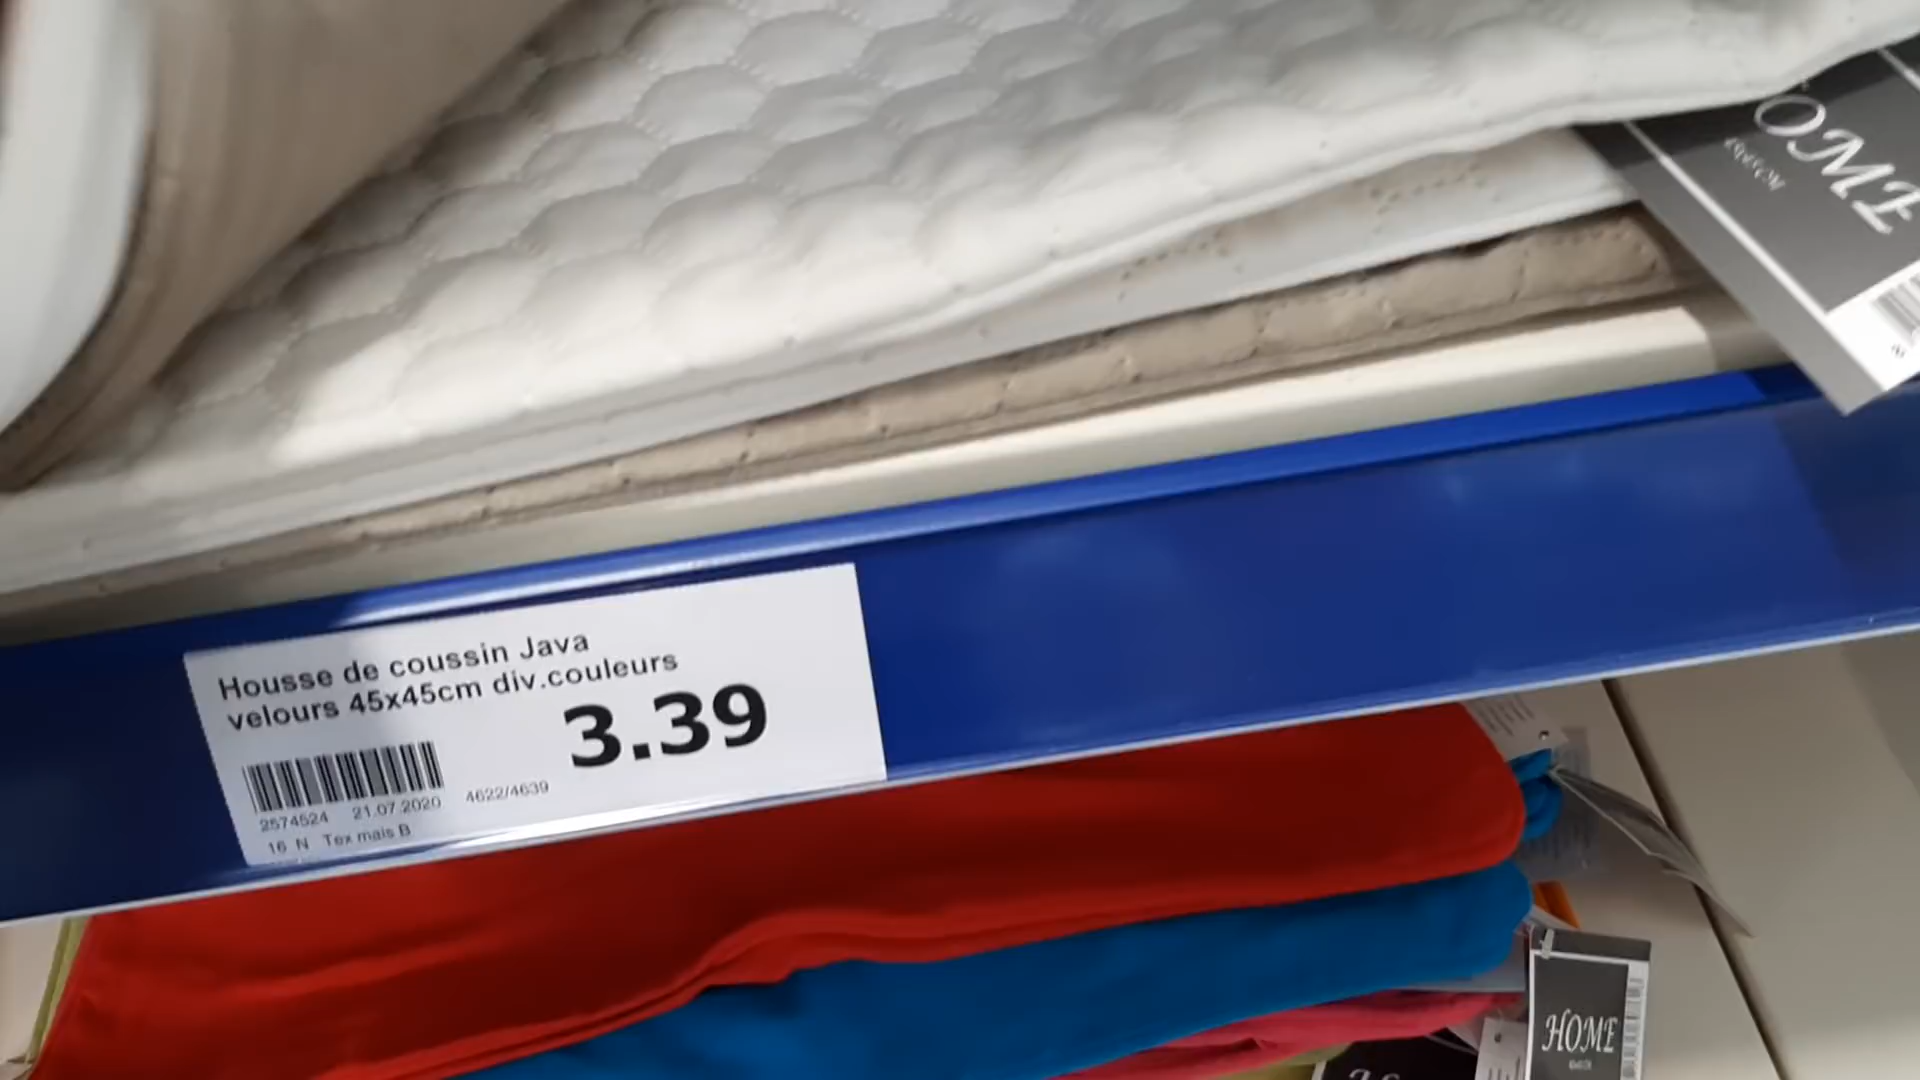 OME
Housse de coussin Java
velours 45x45cm div.couleurs
3.39
2574524 21.07.2020 4622/4639
16 N Tex mais B
HOME